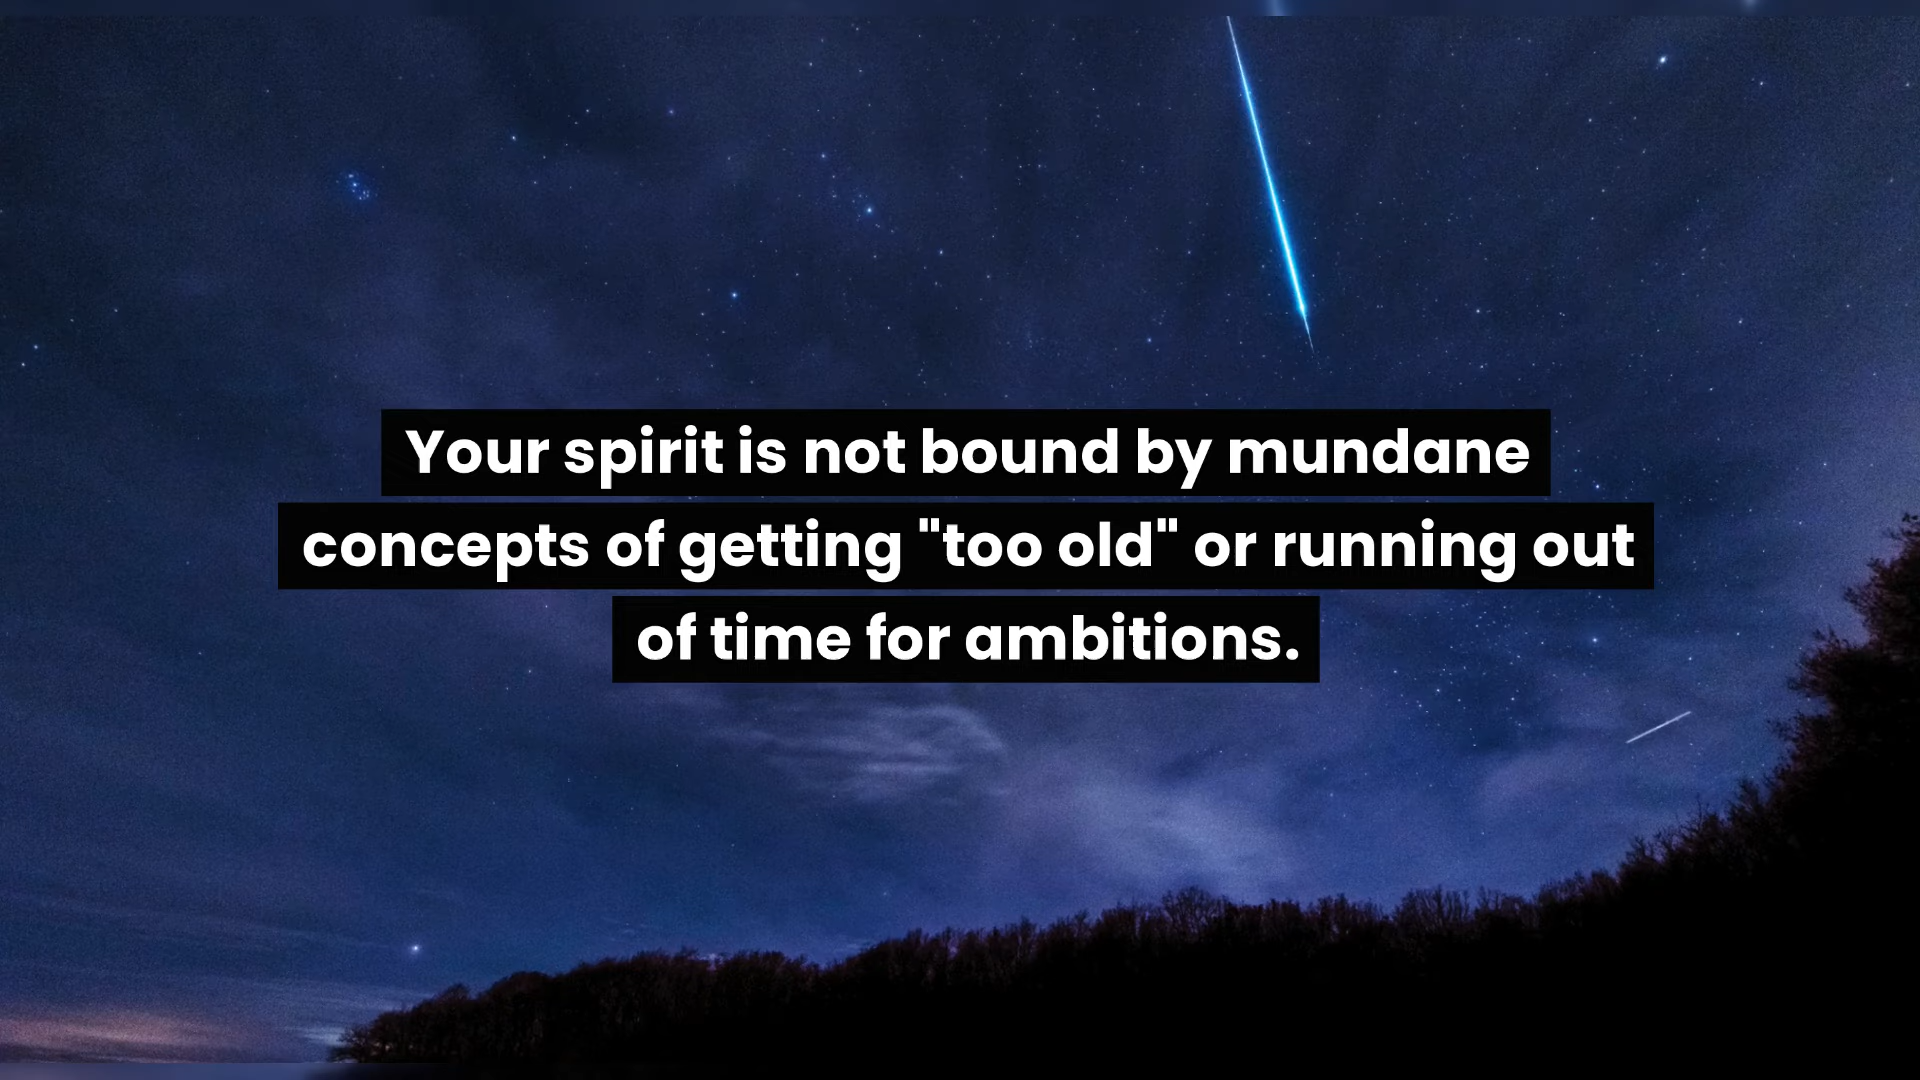 Your spirit is not bound by mundane
concepts of getting "too old" or running out
of time for ambitions.